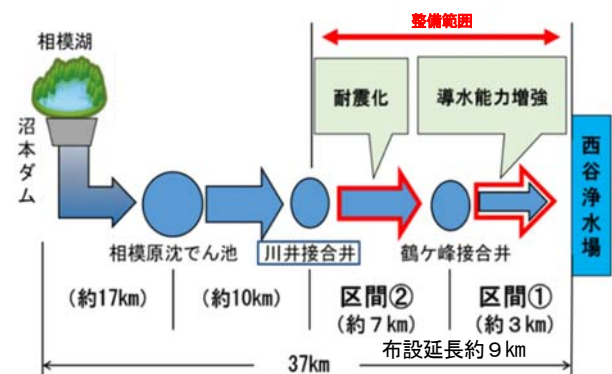 整備範囲
相模湖
耐震化
導水能力増強
沼本ダム
西谷浄水場
相模原沈でん池
川井接合井
鶴ケ峰接合井
(約17km)
(約10km)
区間②
(約7km)
区間①
(約3km)
布設延長約9km
37km